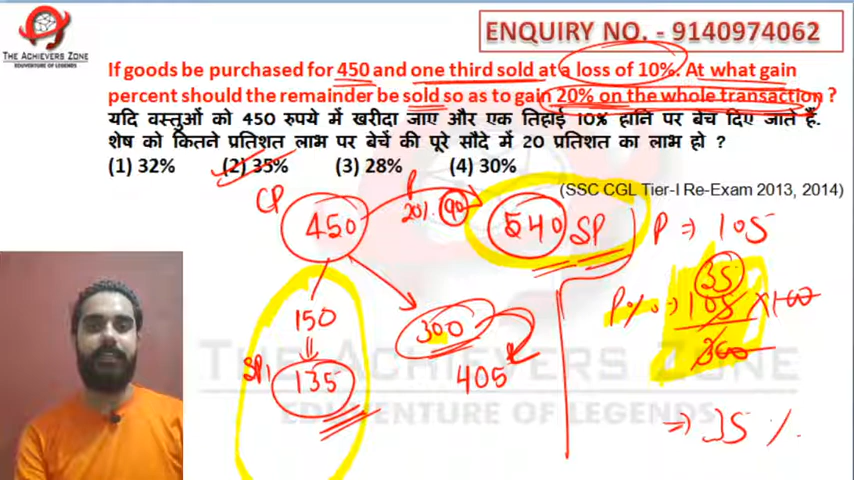 THE ACHIEVERS ZONE
EDUVENTURE OF LEGENDS
ENQUIRY NO. - 9140974062
If goods be purchased for 450 and one third sold at a loss of 10%. At what gain
percent should the remainder be sold so as to gain 20% on the whole transaction ?
यदि वस्तुओं को 450 रुपये में खरीदा जाए और एक तिहाई 10% हानि पर बेच दिए जाते हैं.
शेष को कितने प्रतिशत लाभ पर बेचें की पूरे सौदे में 20 प्रतिशत का लाभ हो ?
(1) 32% (2) 35% (3) 28% (4) 30%
(SSC CGL Tier-I Re-Exam 2013, 2014)
CP 450 P 20% 90 540 SP P ⇒ 105
35
P% ⇒ 105 × 100
300
150 300
SP1 135 405
THE ACHIEVERS ZONE
EDUVENTURE OF LEGENDS
⇒ 35 %